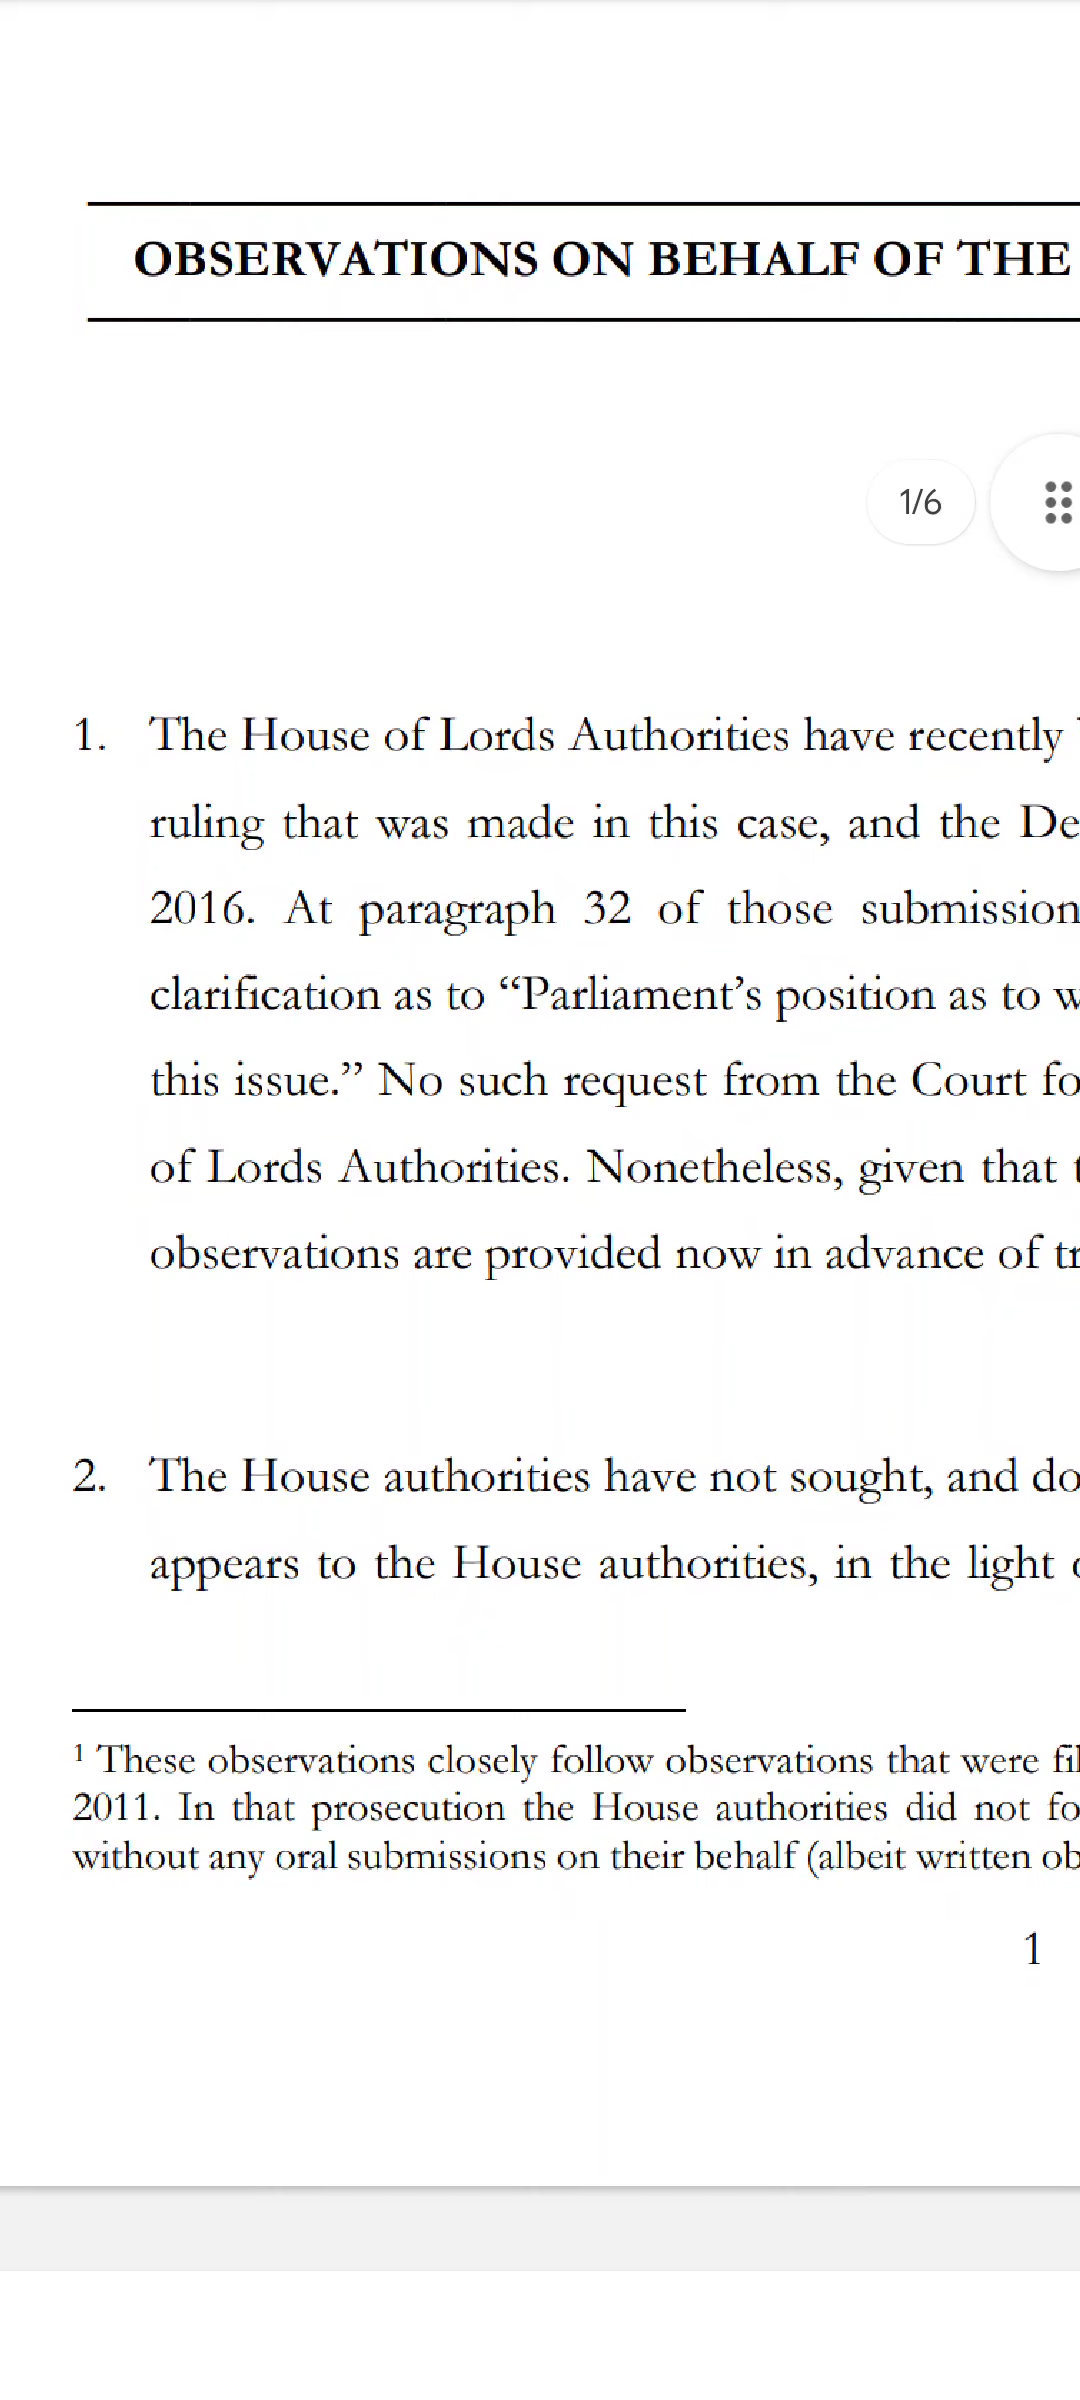 OBSERVATIONS ON BEHALF OF THE
1/6
1. The House of Lords Authorities have recently
ruling that was made in this case, and the De
2016. At paragraph 32 of those submission
clarification as to “Parliament’s position as to w
this issue.” No such request from the Court fo
of Lords Authorities. Nonetheless, given that t
observations are provided now in advance of tr
2. The House authorities have not sought, and do
appears to the House authorities, in the light
1 These observations closely follow observations that were fil
2011. In that prosecution the House authorities did not fo
without any oral submissions on their behalf (albeit written ob
1